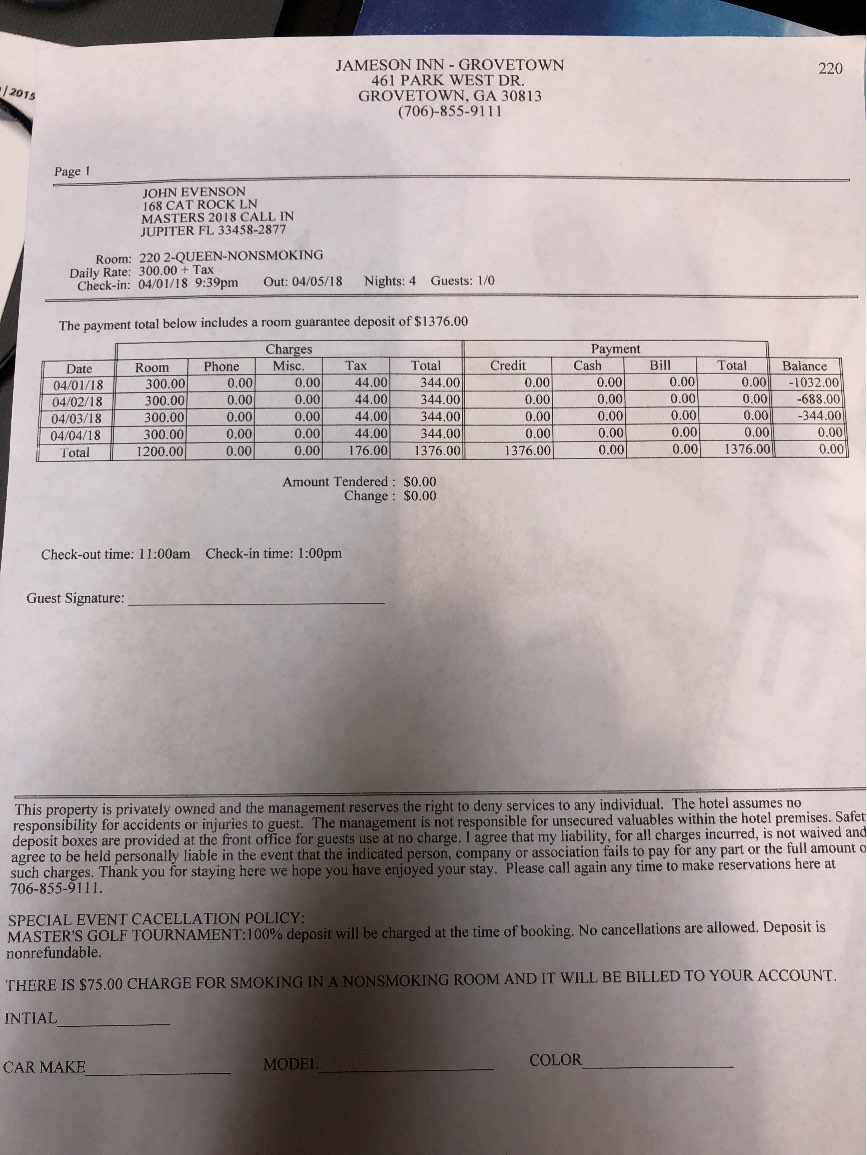 JAMESON INN - GROVETOWN
461 PARK WEST DR.
GROVETOWN, GA 30813
(706)-855-9111
220
/2015
Page 1
JOHN EVENSON
168 CAT ROCK LN
MASTERS 2018 CALL IN
JUPITER FL 33458-2877
Room: 220 2-QUEEN-NONSMOKING
Daily Rate: 300.00 + Tax
Check-in: 04/01/18 9:39pm Out: 04/05/18 Nights: 4 Guests: 1/0
The payment total below includes a room guarantee deposit of $1376.00
Charges Payment
Date Room Phone Misc. Tax Total Credit Cash Bill Total Balance
04/01/18 300.00 0.00 0.00 44.00 344.00 0.00 0.00 0.00 0.00 -1032.00
04/02/18 300.00 0.00 0.00 44.00 344.00 0.00 0.00 0.00 0.00 -688.00
04/03/18 300.00 0.00 0.00 44.00 344.00 0.00 0.00 0.00 0.00 -344.00
04/04/18 300.00 0.00 0.00 44.00 344.00 0.00 0.00 0.00 0.00 0.00
Total 1200.00 0.00 0.00 176.00 1376.00 1376.00 0.00 0.00 1376.00 0.00
Amount Tendered : $0.00
Change : $0.00
Check-out time: 11:00am Check-in time: 1:00pm
Guest Signature:
This property is privately owned and the management reserves the right to deny services to any individual. The hotel assumes no
responsibility for accidents or injuries to guest. The management is not responsible for unsecured valuables within the hotel premises. Safet
deposit boxes are provided at the front office for guests use at no charge. I agree that my liability, for all charges incurred, is not waived and
agree to be held personally liable in the event that the indicated person, company or association fails to pay for any part or the full amount o
such charges. Thank you for staying here we hope you have enjoyed your stay. Please call again any time to make reservations here at
706-855-9111.
SPECIAL EVENT CACELLATION POLICY:
MASTER'S GOLF TOURNAMENT:100% deposit will be charged at the time of booking. No cancellations are allowed. Deposit is
nonrefundable.
THERE IS $75.00 CHARGE FOR SMOKING IN A NONSMOKING ROOM AND IT WILL BE BILLED TO YOUR ACCOUNT.
INTIAL
CAR MAKE MODEL COLOR